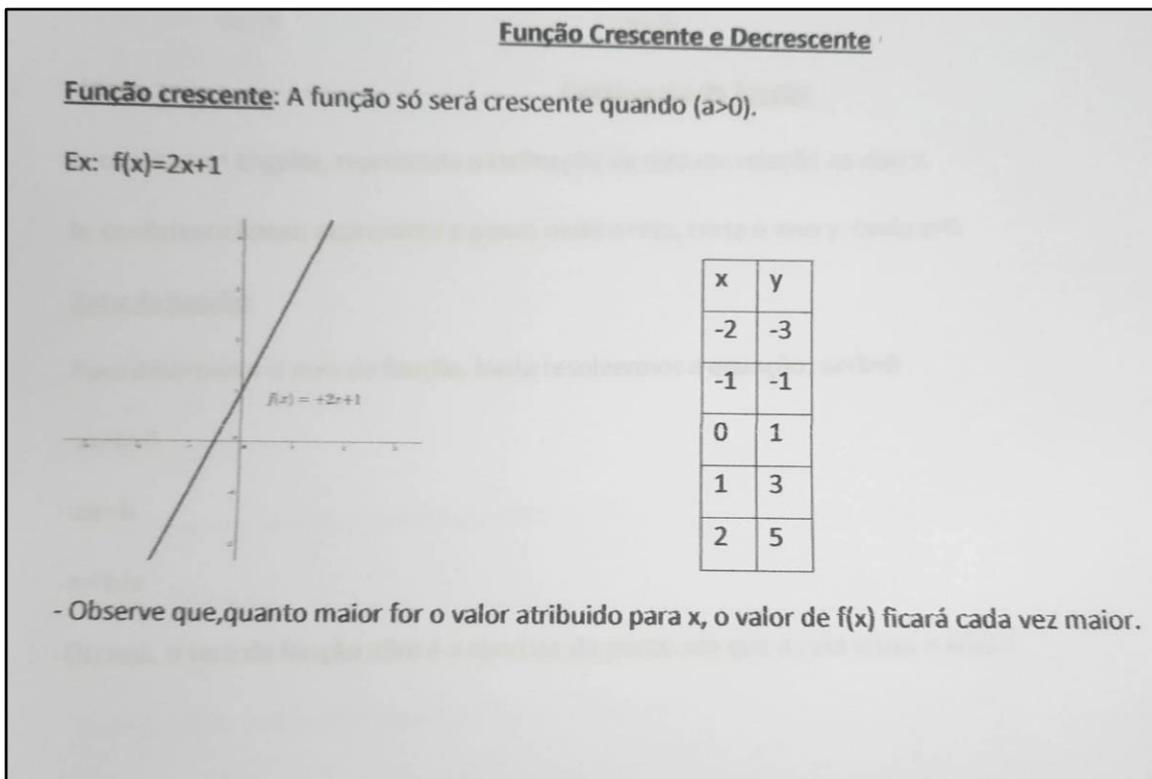 Função Crescente e Decrescente
Função crescente: A função só será crescente quando (a>0).
Ex: f(x)=2x+1
f(x) = +2x+1
x y
-2 -3
-1 -1
0 1
1 3
2 5
- Observe que,quanto maior for o valor atribuido para x, o valor de f(x) ficará cada vez maior.